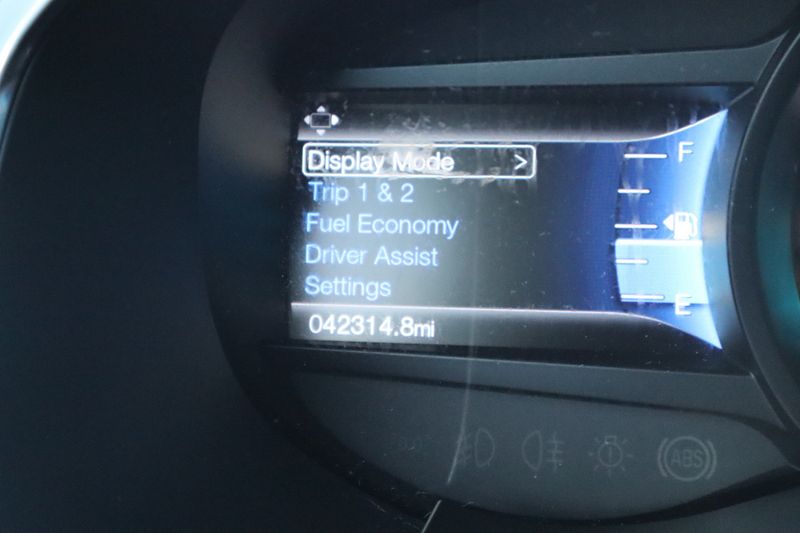 Display Mode >
F
Trip 1 & 2
Fuel Economy
Driver Assist
Settings
E
042314.8mi
ABS